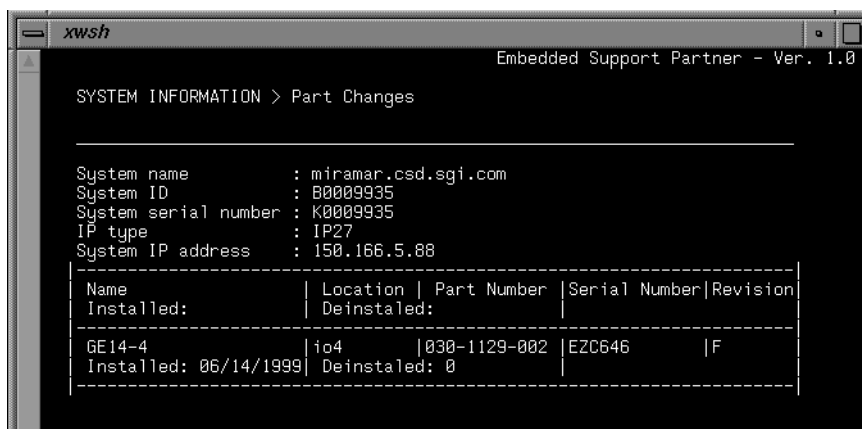 xwsh
Embedded Support Partner - Ver. 1.0
SYSTEM INFORMATION > Part Changes
System name : miramar.csd.sgi.com
System ID : B0009935
System serial number : K0009935
IP type : IP27
System IP address : 150.166.5.88
|--------------------------------------------------------------------|
| Name | Location | Part Number |Serial Number|Revision|
| Installed: | Deinstaled: | |
|--------------------------------------------------------------------|
| GE14-4 |io4 |030-1129-002 |EZC646 |F |
| Installed: 06/14/1999| Deinstaled: 0 | |
|--------------------------------------------------------------------|